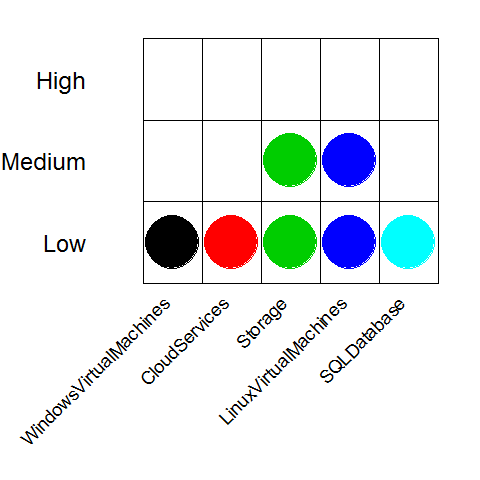 High
Medium
Low
WindowsVirtualMachines
CloudServices
Storage
LinuxVirtualMachines
SQLDatabase